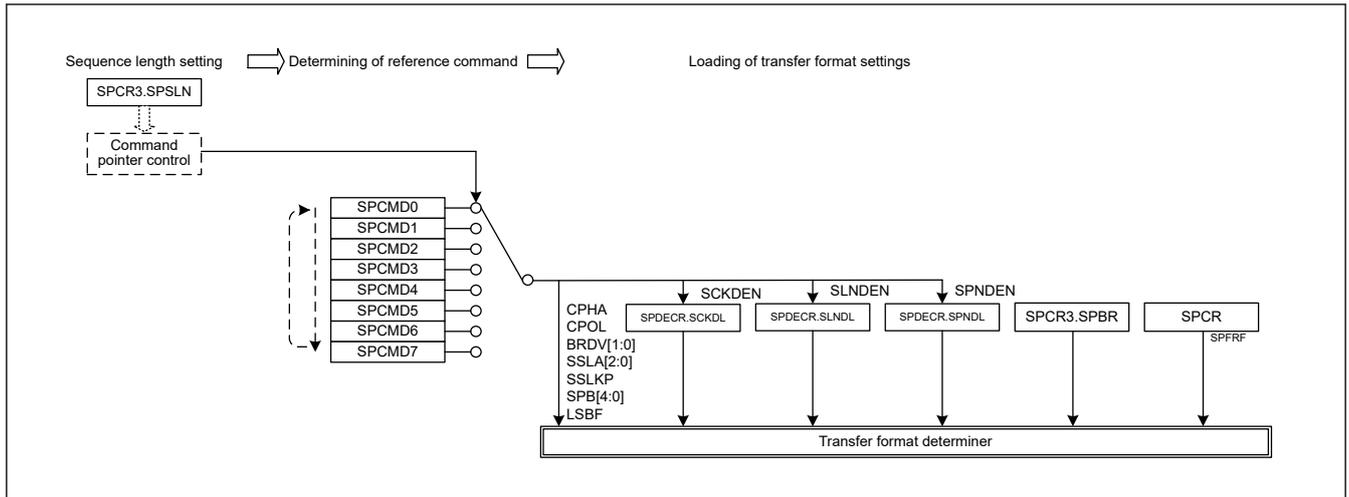 Sequence length setting
Determining of reference command
Loading of transfer format settings
SPCR3.SPSLN
Command
pointer control
SPCMD0
SPCMD1
SPCMD2
SPCMD3
SPCMD4
SPCMD5
SPCMD6
SPCMD7
CPHA
CPOL
BRDV[1:0]
SSLA[2:0]
SSLKP
SPB[4:0]
LSBF
SCKDEN
SPDECR.SCKDL
SLNDEN
SPDECR.SLNDL
SPNDEN
SPDECR.SPNDL
SPCR3.SPBR
SPCR
SPFRF
Transfer format determiner